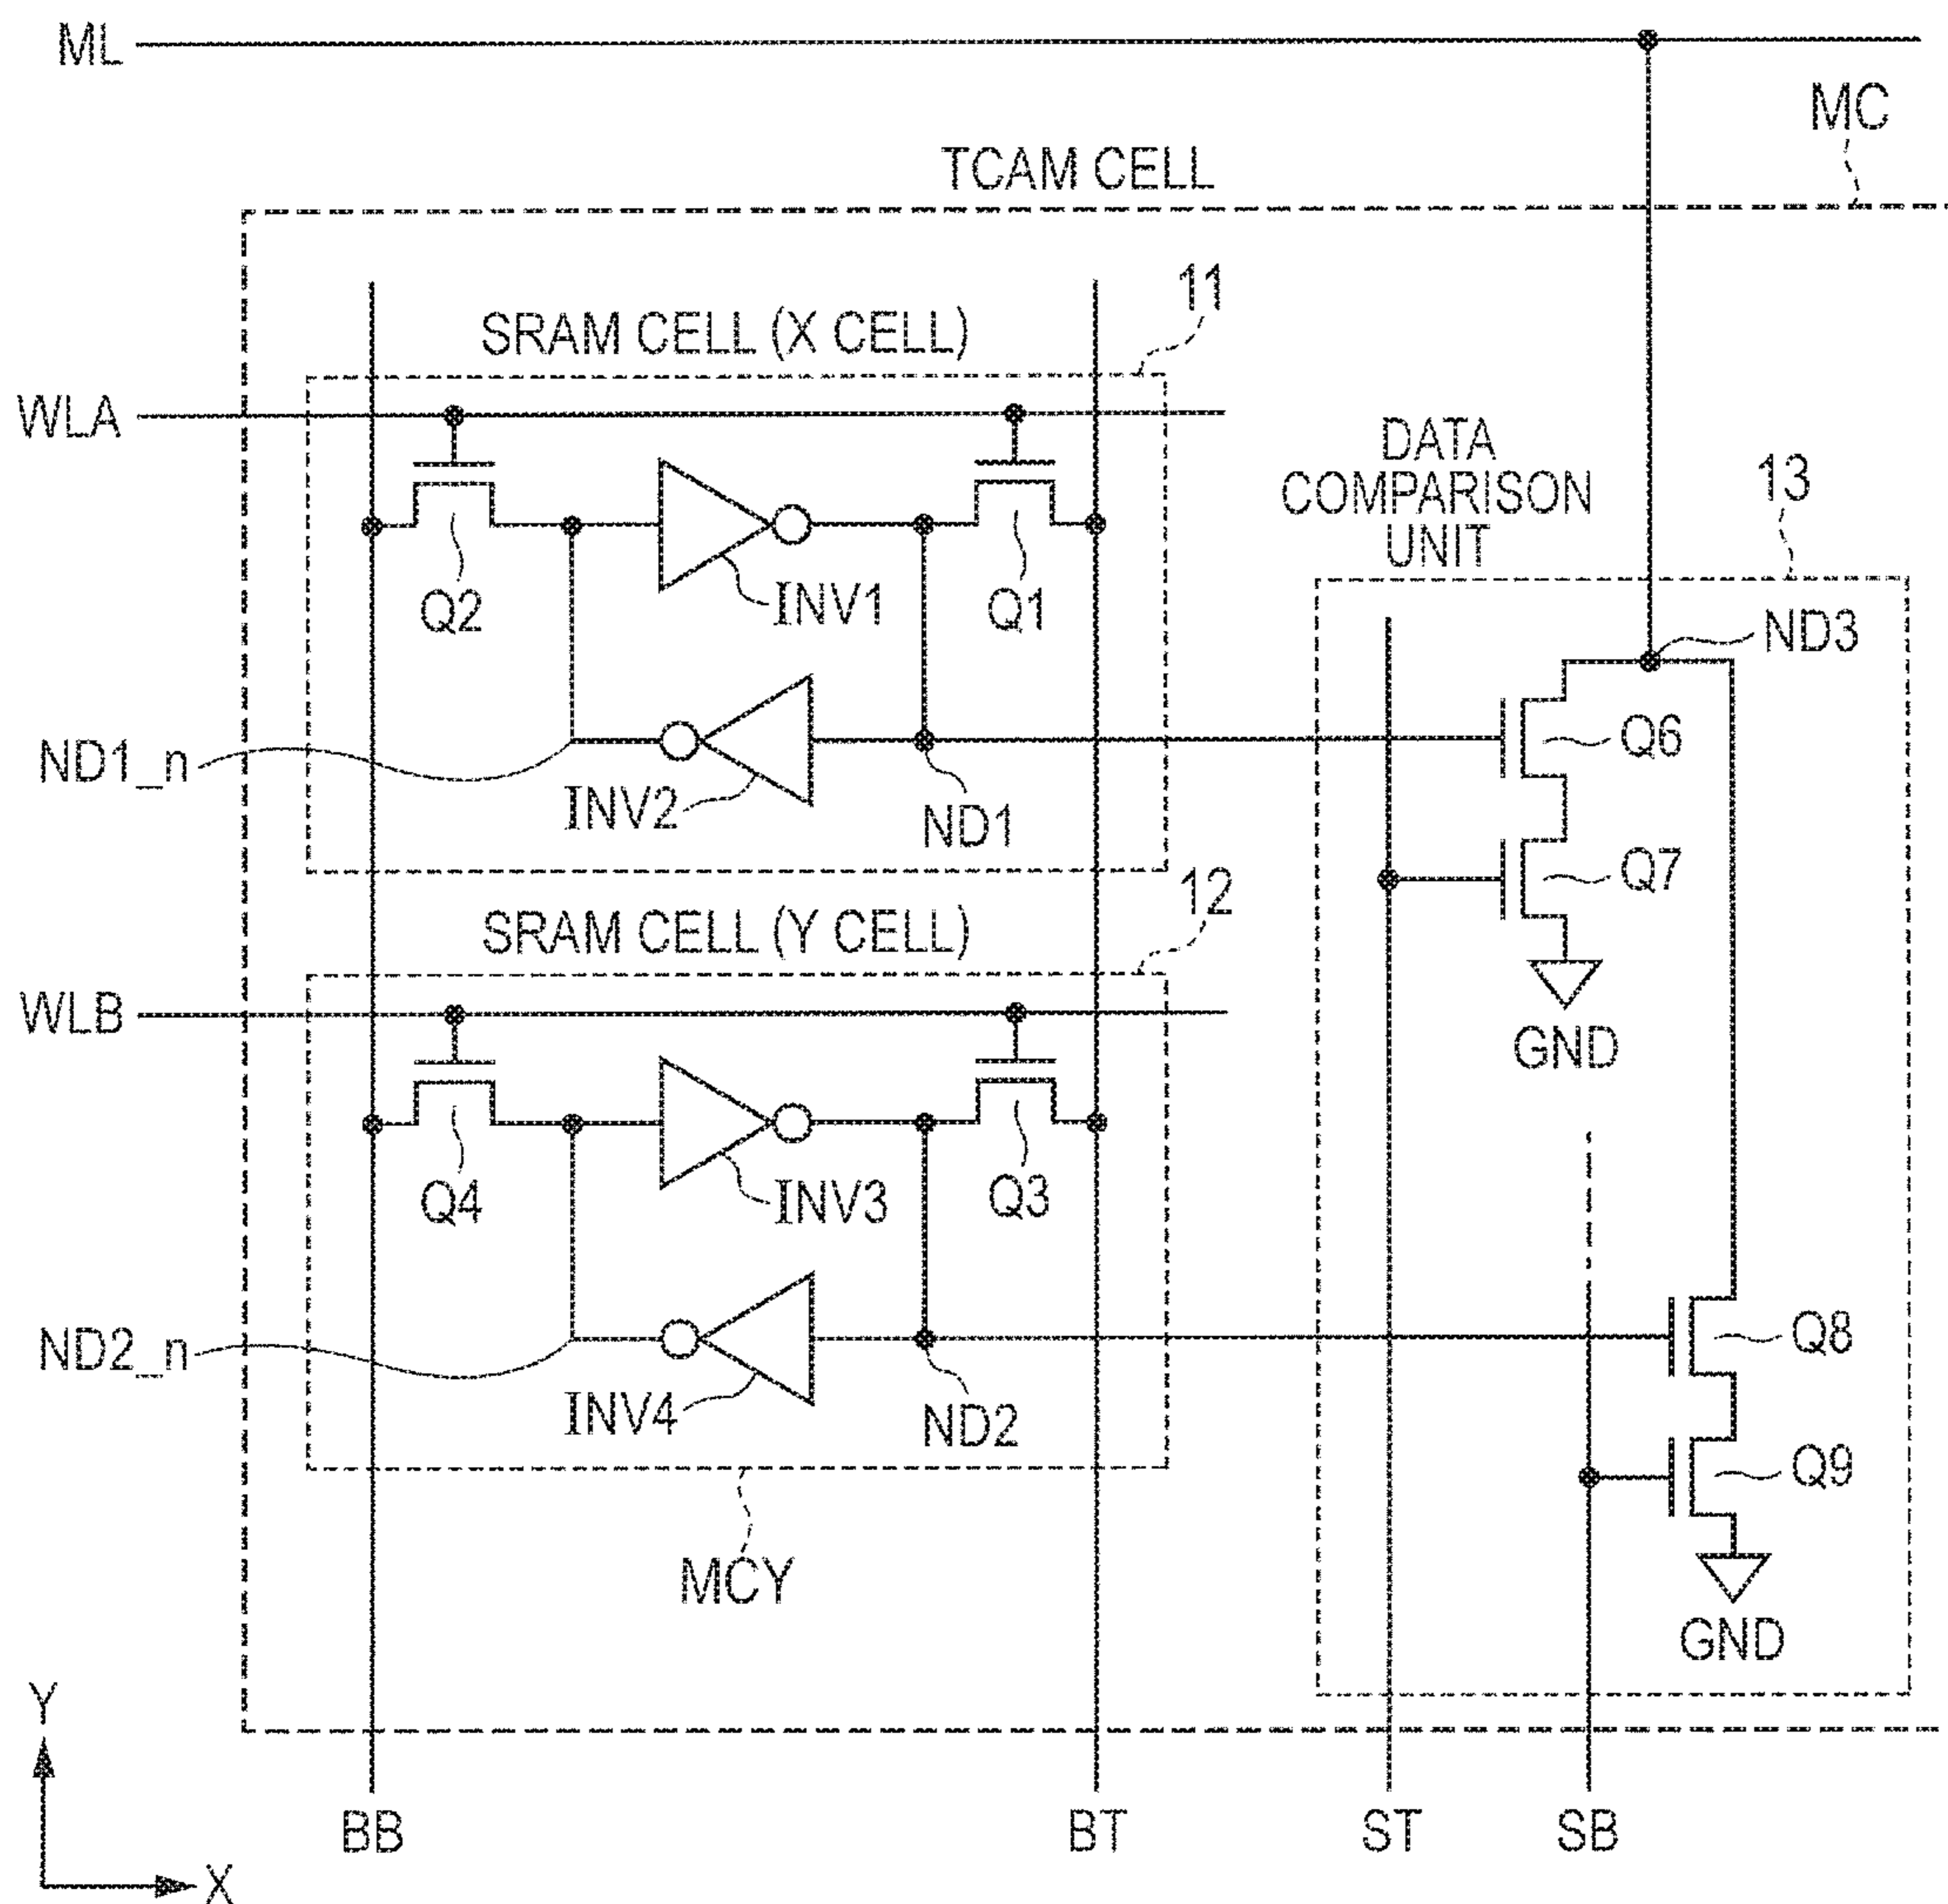 ML
MC
TCAM CELL
11
SRAM CELL (X CELL)
WLA
DATA
COMPARISON
UNIT
13
Q2
INV1
Q1
ND3
ND1_n
INV2
ND1
Q6
Q7
12
SRAM CELL (Y CELL)
WLB
GND
Q4
INV3
Q3
ND2_n
INV4
ND2
Q8
Q9
MCY
GND
Y
X
BB
BT
ST
SB